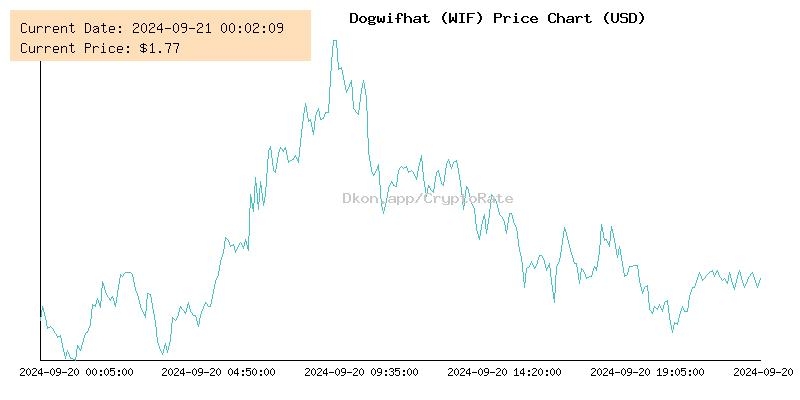 Dogwifhat (WIF) Price Chart (USD)
Current Date: 2024-09-21 00:02:09
Current Price: $1.77
Dkon.app/CryptoRate
2024-09-20 00:05:00 2024-09-20 04:50:00 2024-09-20 09:35:00 2024-09-20 14:20:00 2024-09-20 19:05:00 2024-09-20